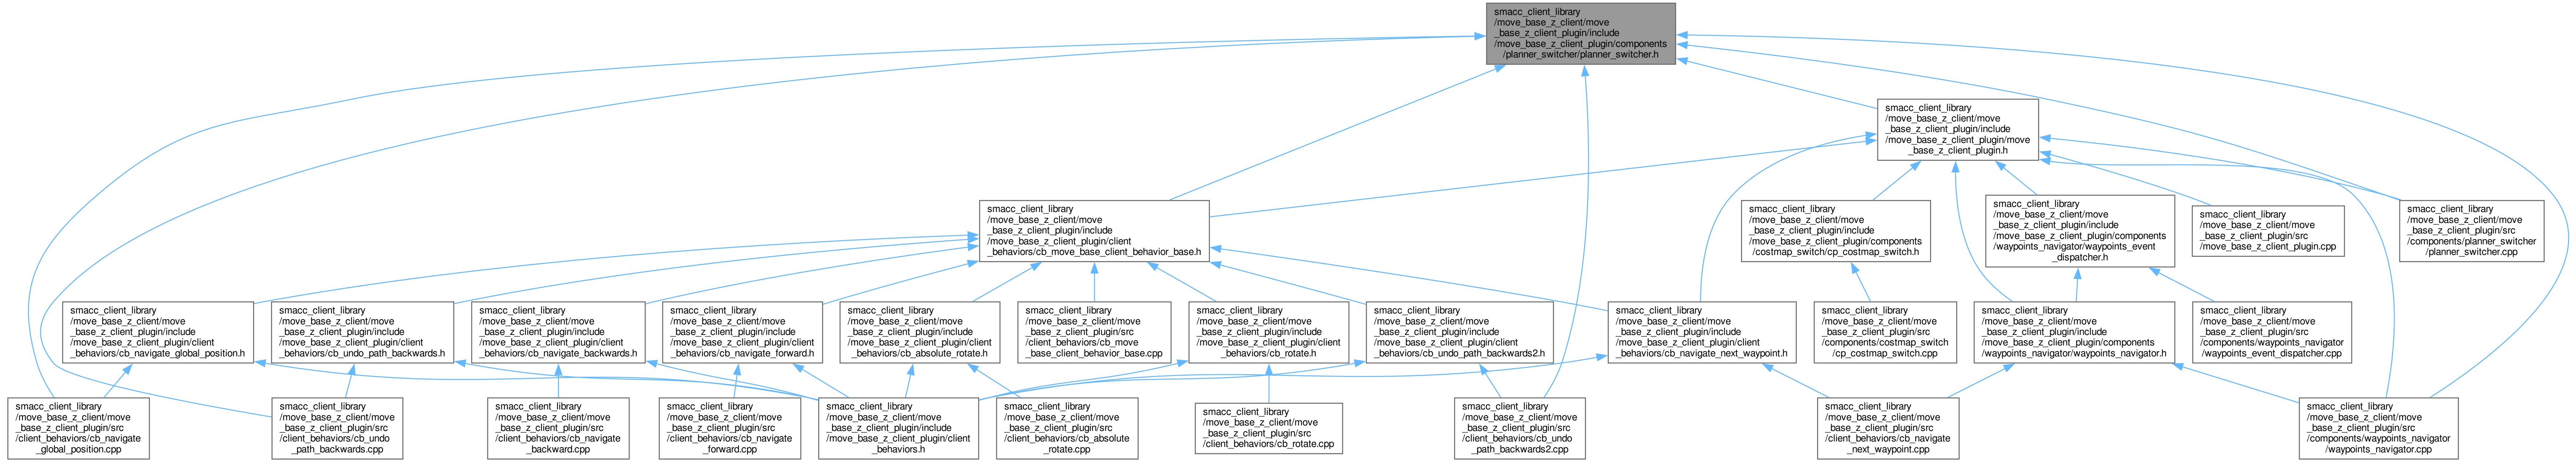 smacc_client_library
/move_base_z_client/move
_base_z_client_plugin/include
/move_base_z_client_plugin/components
/planner_switcher/planner_switcher.h
smacc_client_library
/move_base_z_client/move
_base_z_client_plugin/include
/move_base_z_client_plugin/move
_base_z_client_plugin.h
smacc_client_library
/move_base_z_client/move
_base_z_client_plugin/include
/move_base_z_client_plugin/client
_behaviors/cb_move_base_client_behavior_base.h
smacc_client_library
/move_base_z_client/move
_base_z_client_plugin/include
/move_base_z_client_plugin/components
/costmap_switch/cp_costmap_switch.h
smacc_client_library
/move_base_z_client/move
_base_z_client_plugin/include
/move_base_z_client_plugin/components
/waypoints_navigator/waypoints_event
_dispatcher.h
smacc_client_library
/move_base_z_client/move
_base_z_client_plugin/src
/move_base_z_client_plugin.cpp
smacc_client_library
/move_base_z_client/move
_base_z_client_plugin/src
/components/planner_switcher
/planner_switcher.cpp
smacc_client_library
/move_base_z_client/move
_base_z_client_plugin/include
/move_base_z_client_plugin/client
_behaviors/cb_navigate_global_position.h
smacc_client_library
/move_base_z_client/move
_base_z_client_plugin/include
/move_base_z_client_plugin/client
_behaviors/cb_undo_path_backwards.h
smacc_client_library
/move_base_z_client/move
_base_z_client_plugin/include
/move_base_z_client_plugin/client
_behaviors/cb_navigate_backwards.h
smacc_client_library
/move_base_z_client/move
_base_z_client_plugin/include
/move_base_z_client_plugin/client
_behaviors/cb_navigate_forward.h
smacc_client_library
/move_base_z_client/move
_base_z_client_plugin/include
/move_base_z_client_plugin/client
_behaviors/cb_absolute_rotate.h
smacc_client_library
/move_base_z_client/move
_base_z_client_plugin/src
/client_behaviors/cb_move
_base_client_behavior_base.cpp
smacc_client_library
/move_base_z_client/move
_base_z_client_plugin/include
/move_base_z_client_plugin/client
_behaviors/cb_rotate.h
smacc_client_library
/move_base_z_client/move
_base_z_client_plugin/include
/move_base_z_client_plugin/client
_behaviors/cb_undo_path_backwards2.h
smacc_client_library
/move_base_z_client/move
_base_z_client_plugin/include
/move_base_z_client_plugin/client
_behaviors/cb_navigate_next_waypoint.h
smacc_client_library
/move_base_z_client/move
_base_z_client_plugin/src
/components/costmap_switch
/cp_costmap_switch.cpp
smacc_client_library
/move_base_z_client/move
_base_z_client_plugin/include
/move_base_z_client_plugin/components
/waypoints_navigator/waypoints_navigator.h
smacc_client_library
/move_base_z_client/move
_base_z_client_plugin/src
/components/waypoints_navigator
/waypoints_event_dispatcher.cpp
smacc_client_library
/move_base_z_client/move
_base_z_client_plugin/src
/client_behaviors/cb_navigate
_global_position.cpp
smacc_client_library
/move_base_z_client/move
_base_z_client_plugin/src
/client_behaviors/cb_undo
_path_backwards.cpp
smacc_client_library
/move_base_z_client/move
_base_z_client_plugin/src
/client_behaviors/cb_navigate
_backward.cpp
smacc_client_library
/move_base_z_client/move
_base_z_client_plugin/src
/client_behaviors/cb_navigate
_forward.cpp
smacc_client_library
/move_base_z_client/move
_base_z_client_plugin/include
/move_base_z_client_plugin/client
_behaviors.h
smacc_client_library
/move_base_z_client/move
_base_z_client_plugin/src
/client_behaviors/cb_absolute
_rotate.cpp
smacc_client_library
/move_base_z_client/move
_base_z_client_plugin/src
/client_behaviors/cb_rotate.cpp
smacc_client_library
/move_base_z_client/move
_base_z_client_plugin/src
/client_behaviors/cb_undo
_path_backwards2.cpp
smacc_client_library
/move_base_z_client/move
_base_z_client_plugin/src
/client_behaviors/cb_navigate
_next_waypoint.cpp
smacc_client_library
/move_base_z_client/move
_base_z_client_plugin/src
/components/waypoints_navigator
/waypoints_navigator.cpp